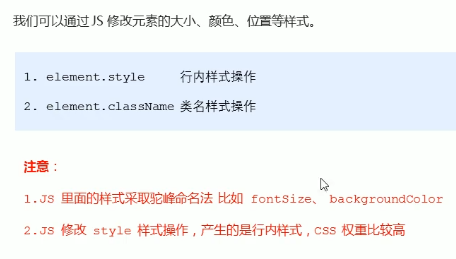 我们可以通过 JS 修改元素的大小、颜色、位置等样式。
1. element.style 行内样式操作
2. element.className 类名样式操作
注意：
1.JS 里面的样式采取驼峰命名法 比如 fontSize、 backgroundColor
2.JS 修改 style 样式操作，产生的是行内样式，CSS 权重比较高